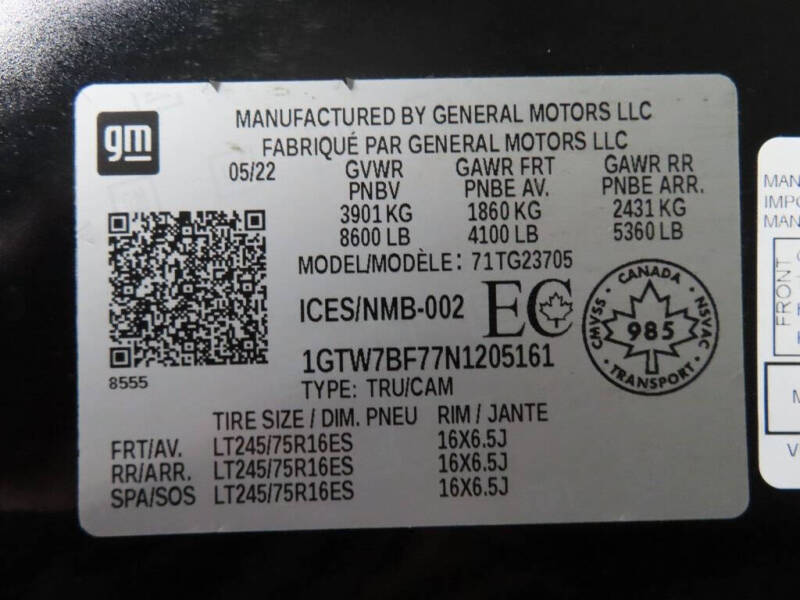 gm
MANUFACTURED BY GENERAL MOTORS LLC
FABRIQUÉ PAR GENERAL MOTORS LLC
05/22 GVWR GAWR FRT GAWR RR
PNBV PNBE AV. PNBE ARR.
3901 KG 1860 KG 2431 KG
8600 LB 4100 LB 5360 LB
MODEL/MODÈLE: 71TG23705
ICES/NMB-002 EC
CANADA
CMVSS · NSVAC
985
TRANSPORT
1GTW7BF77N1205161
8555
TYPE: TRU/CAM
TIRE SIZE / DIM. PNEU RIM / JANTE
FRT/AV. LT245/75R16ES 16X6.5J
RR/ARR. LT245/75R16ES 16X6.5J
SPA/SOS LT245/75R16ES 16X6.5J
MAN
IMPO
MAN
FRONT